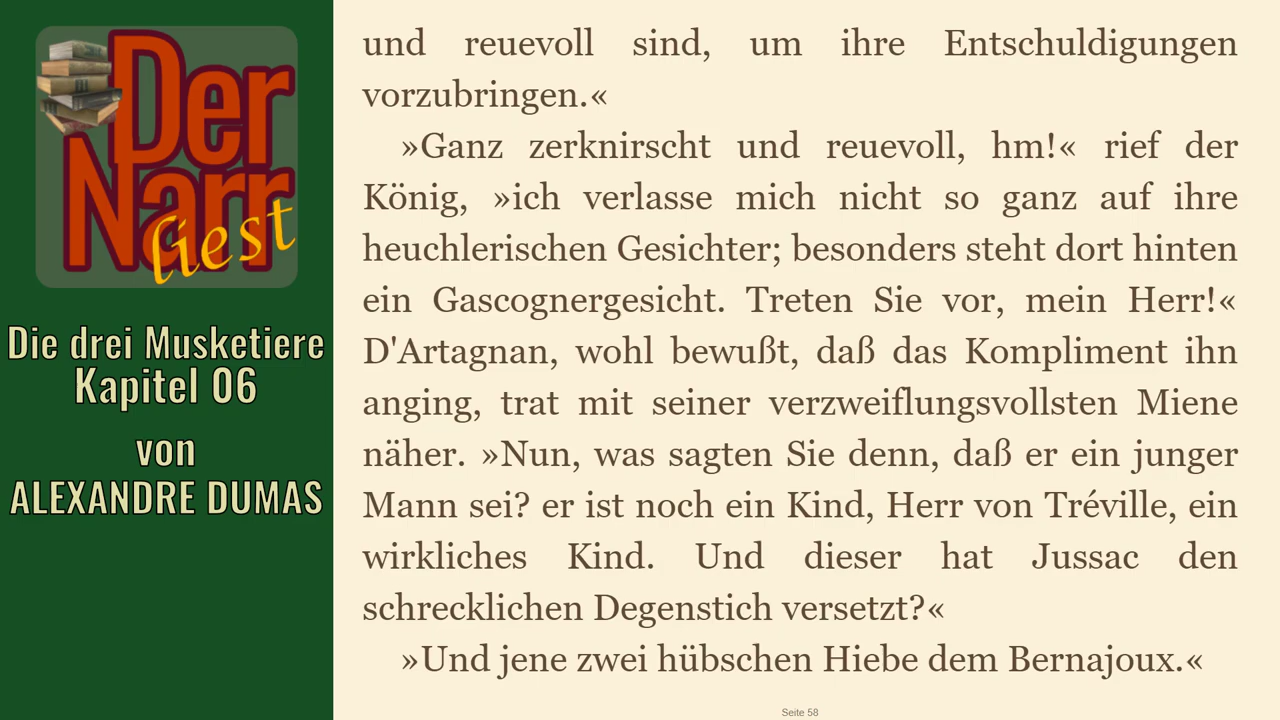 Der
Narr
liest
Die drei Musketiere
Kapitel 06
von
ALEXANDRE DUMAS
und reuevoll sind, um ihre Entschuldigungen
vorzubringen.«
»Ganz zerknirscht und reuevoll, hm!« rief der
König, »ich verlasse mich nicht so ganz auf ihre
heuchlerischen Gesichter; besonders steht dort hinten
ein Gascognergesicht. Treten Sie vor, mein Herr!«
D'Artagnan, wohl bewußt, daß das Kompliment ihn
anging, trat mit seiner verzweiflungsvollsten Miene
näher. »Nun, was sagten Sie denn, daß er ein junger
Mann sei? er ist noch ein Kind, Herr von Tréville, ein
wirkliches Kind. Und dieser hat Jussac den
schrecklichen Degenstich versetzt?«
»Und jene zwei hübschen Hiebe dem Bernajoux.«
Seite 58